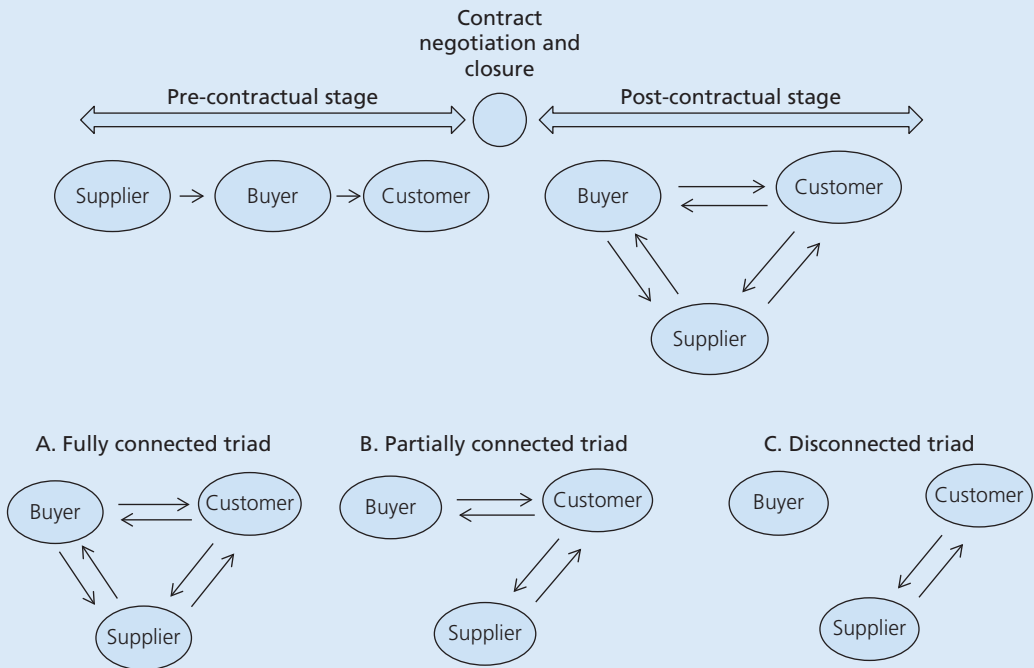 Contract
negotiation and
closure
Pre-contractual stage
Post-contractual stage
Supplier
Buyer
Customer
Buyer
Customer
Supplier
A. Fully connected triad
B. Partially connected triad
C. Disconnected triad
Buyer
Customer
Supplier
Buyer
Customer
Supplier
Buyer
Customer
Supplier